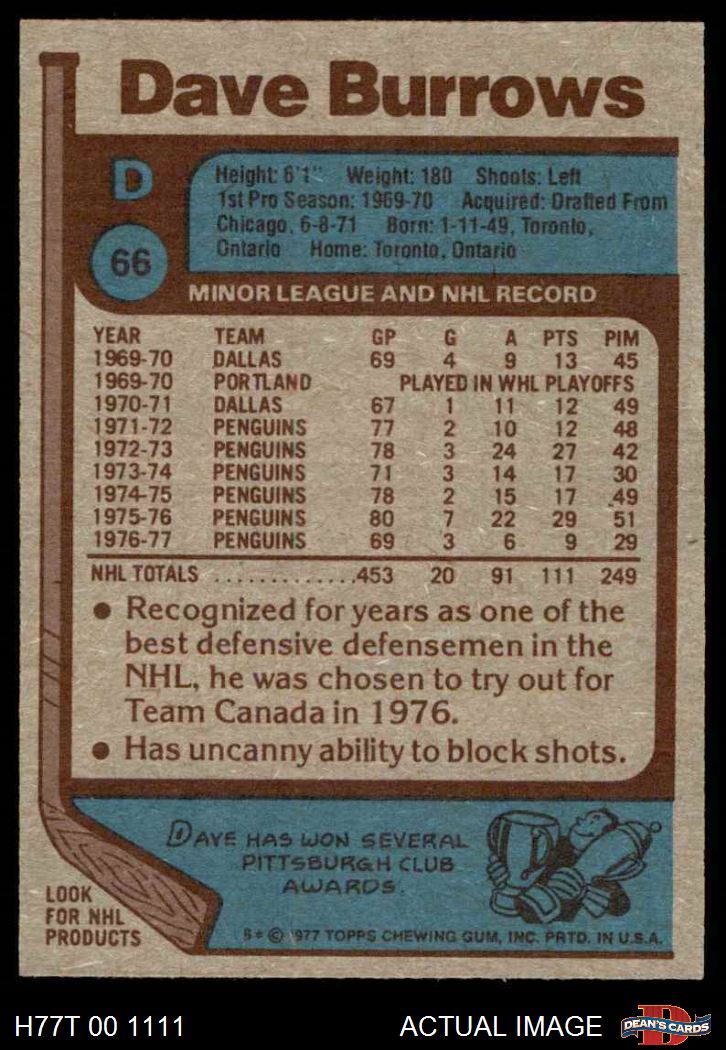 Dave Burrows
D
66
Height: 6'1" Weight: 180 Shoots: Left
1st Pro Season: 1969-70 Acquired: Drafted From
Chicago, 6-8-71 Born: 1-11-49, Toronto,
Ontario Home: Toronto, Ontario
MINOR LEAGUE AND NHL RECORD
YEAR TEAM GP G A PTS PIM
1969-70 DALLAS 69 4 9 13 45
1969-70 PORTLAND PLAYED IN WHL PLAYOFFS
1970-71 DALLAS 67 1 11 12 49
1971-72 PENGUINS 77 2 10 12 48
1972-73 PENGUINS 78 3 24 27 42
1973-74 PENGUINS 71 3 14 17 30
1974-75 PENGUINS 78 2 15 17 49
1975-76 PENGUINS 80 7 22 29 51
1976-77 PENGUINS 69 3 6 9 29
NHL TOTALS .............453 20 91 111 249
• Recognized for years as one of the
best defensive defensemen in the
NHL, he was chosen to try out for
Team Canada in 1976.
• Has uncanny ability to block shots.
DAVE HAS WON SEVERAL
PITTSBURGH CLUB
AWARDS.
LOOK
FOR NHL
PRODUCTS
D
© 1977 TOPPS CHEWING GUM, INC. PRTD. IN U.S.A.
H77T 00 1111
ACTUAL IMAGE
D
DEAN'S CARDS